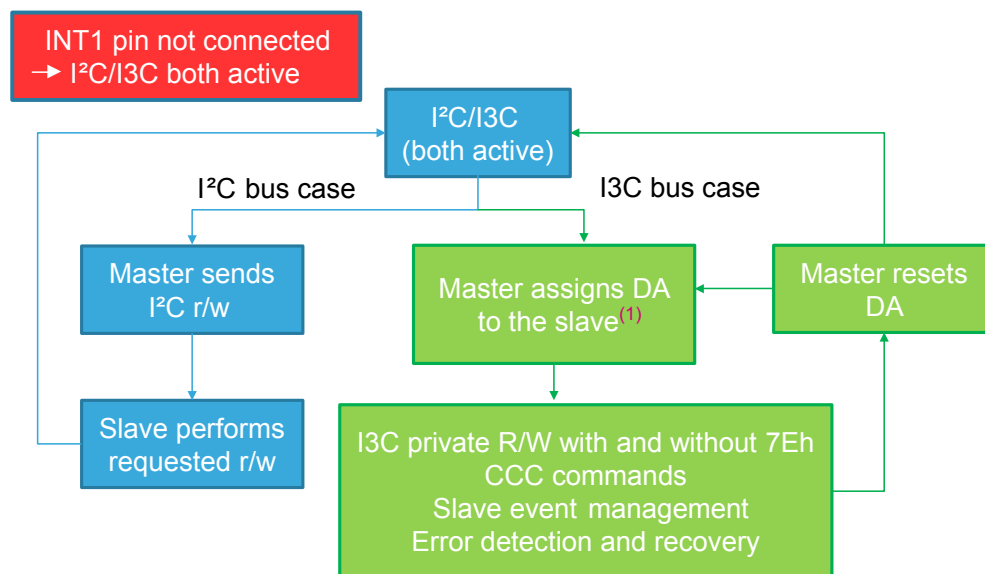 INT1 pin not connected
→ I²C/I3C both active
I²C/I3C
(both active)
I²C bus case
I3C bus case
Master sends
I²C r/w
Master assigns DA
to the slave(1)
Master resets
DA
Slave performs
requested r/w
I3C private R/W with and without 7Eh
CCC commands
Slave event management
Error detection and recovery